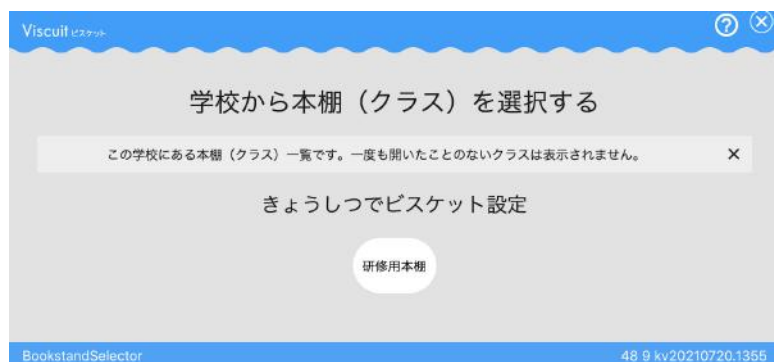 Viscuit ビスケット
?
学校から本棚（クラス）を選択する
この学校にある本棚（クラス）一覧です。一度も開いたことのないクラスは表示されません。
きょうしつでビスケット設定
研修用本棚
BookstandSelector 48 9 kv20210720.1355